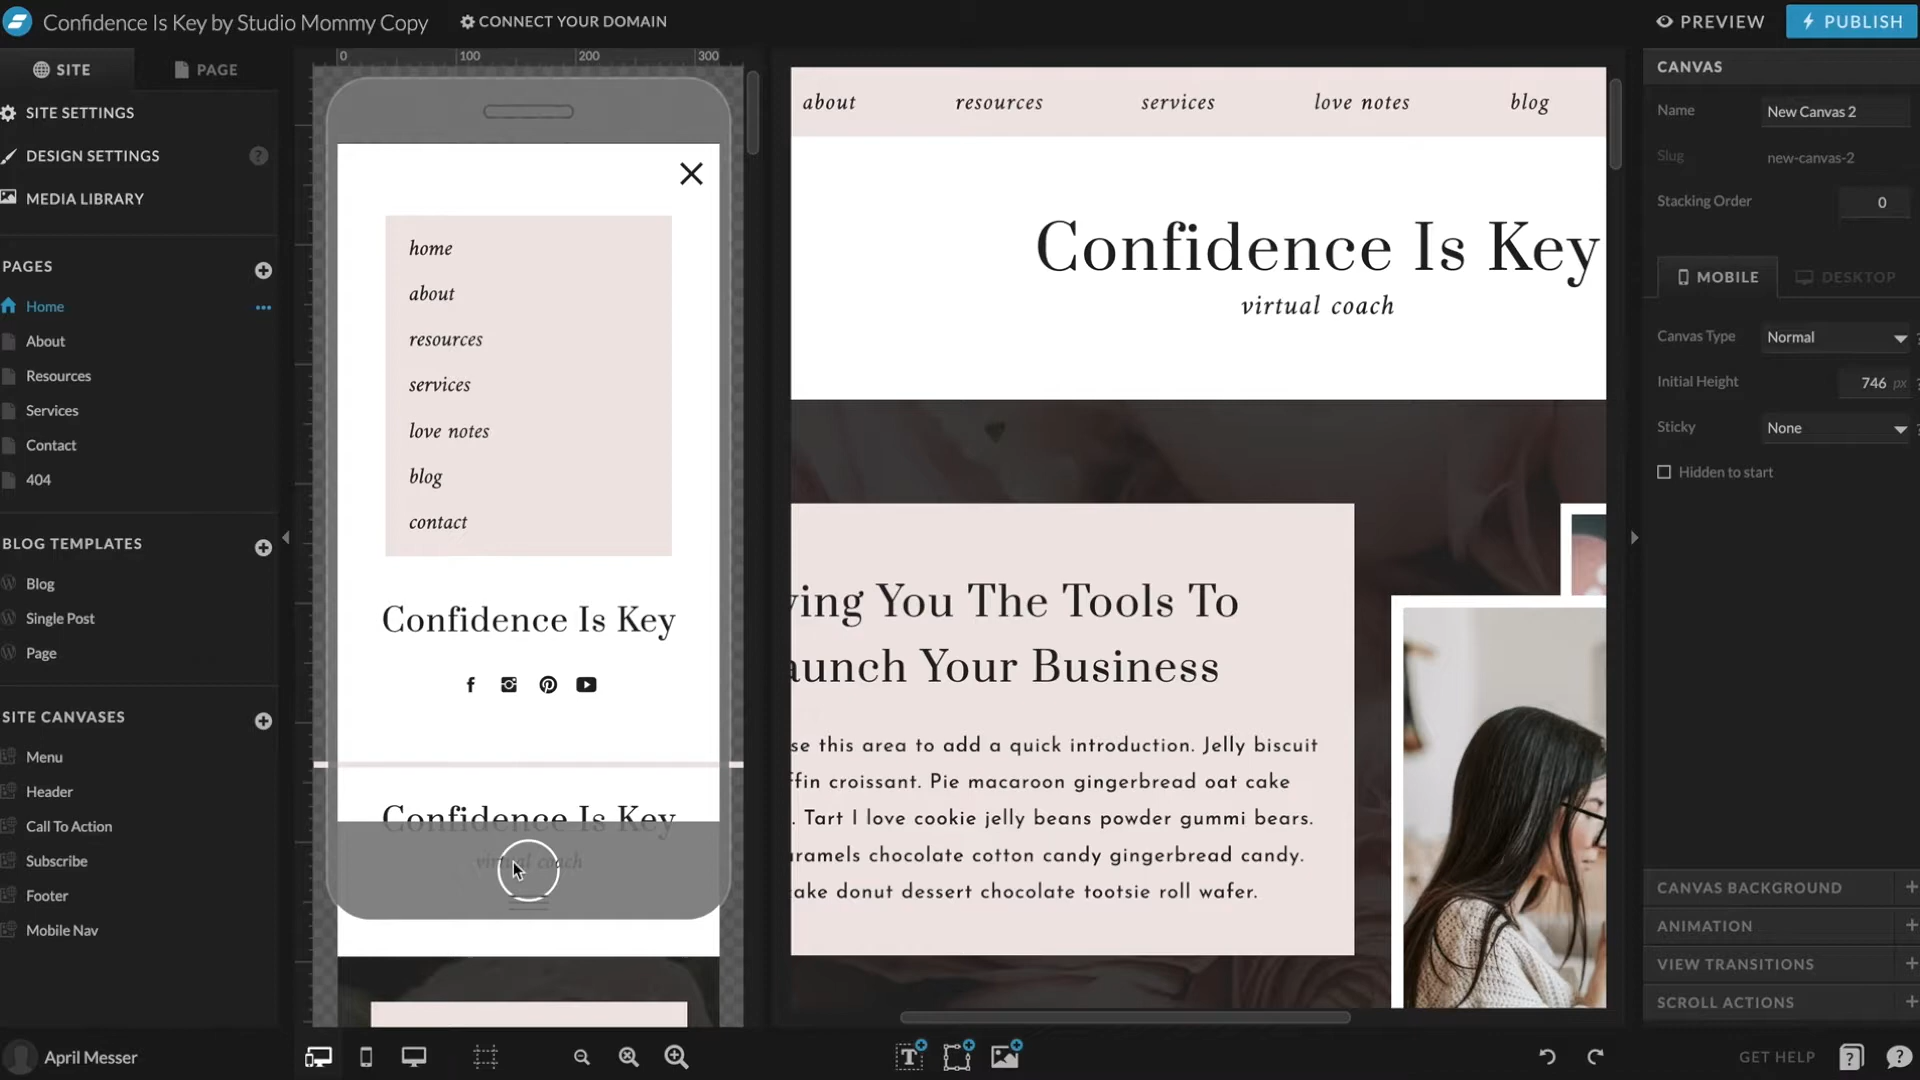 Confidence Is Key by Studio Mommy Copy
CONNECT YOUR DOMAIN
PREVIEW
PUBLISH
SITE
PAGE
SITE SETTINGS
DESIGN SETTINGS
?
MEDIA LIBRARY
PAGES
Home
About
Resources
Services
Contact
404
BLOG TEMPLATES
Blog
Single Post
Page
SITE CANVASES
Menu
Header
Call To Action
Subscribe
Footer
Mobile Nav
April Messer
0
100
200
300
home
about
resources
services
love notes
blog
contact
Confidence Is Key
Confidence Is Key
virtual coach
about
resources
services
love notes
blog
Confidence Is Key
virtual coach
ving You The Tools To
aunch Your Business
se this area to add a quick introduction. Jelly biscuit
ffin croissant. Pie macaroon gingerbread oat cake
. Tart I love cookie jelly beans powder gummi bears.
aramels chocolate cotton candy gingerbread candy.
ake donut dessert chocolate tootsie roll wafer.
CANVAS
Name
New Canvas 2
Slug
new-canvas-2
Stacking Order
0
MOBILE
DESKTOP
Canvas Type
Normal
Initial Height
746 px
Sticky
None
Hidden to start
CANVAS BACKGROUND
ANIMATION
VIEW TRANSITIONS
SCROLL ACTIONS
GET HELP